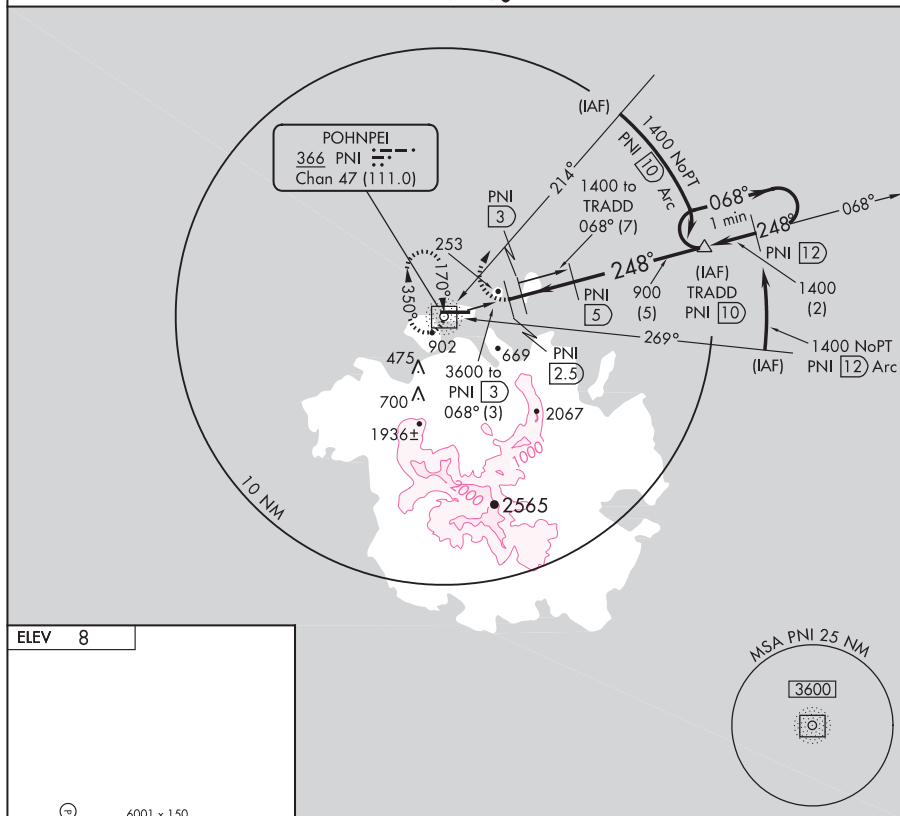 (IAF)
1400 NoPT
PNI 10 Arc
POHNPEI
366 PNI
Chan 47 (111.0)
214°
PNI
3
1400 to
TRADD
068° (7)
068°
1 min
068°
248°
PNI 12
253
248°
170°
350°
PNI
5
900
(5)
(IAF)
TRADD
PNI 10
1400
(2)
269°
1400 NoPT
PNI 12 Arc
(IAF)
902
669
PNI
2.5
475
3600 to
PNI 3
068° (3)
700
2067
1936±
1000
2000
2565
10 NM
ELEV 8
MSA PNI 25 NM
3600
P
6001 x 150